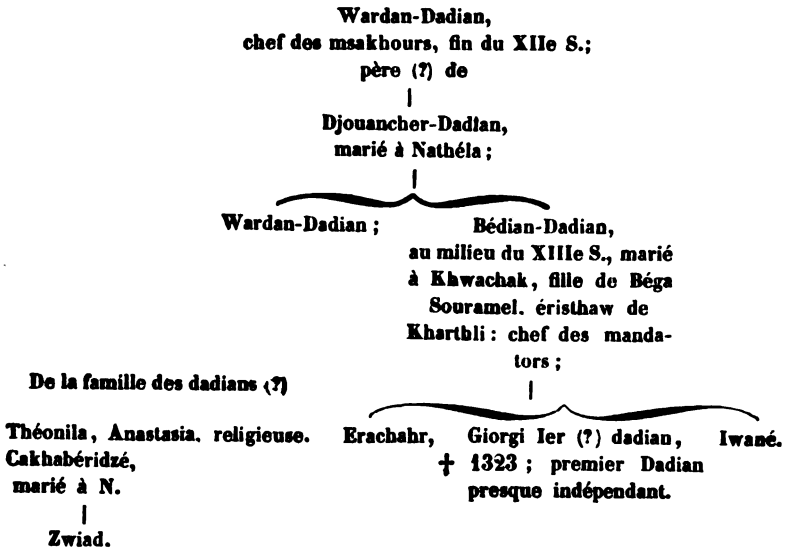 Wardan-Dadian,
chef des msakhours, fin du XIIe S.;
père (?) de
Djouancher-Dadian,
marié à Nathéla ;
Wardan-Dadian ;
Bédian-Dadian,
au milieu du XIIIe S., marié
à Khwachak, fille de Béga
Souramel. éristhaw de
Kharthli : chef des manda-
tors ;
De la famille des dadians (?)
Théonila, Anastasia. religieuse.
Cakhabéridzé,
marié à N.
Zwiad.
Erachahr,
Giorgi Ier (?) dadian,
† 1323 ; premier Dadian
presque indépendant.
Iwané.